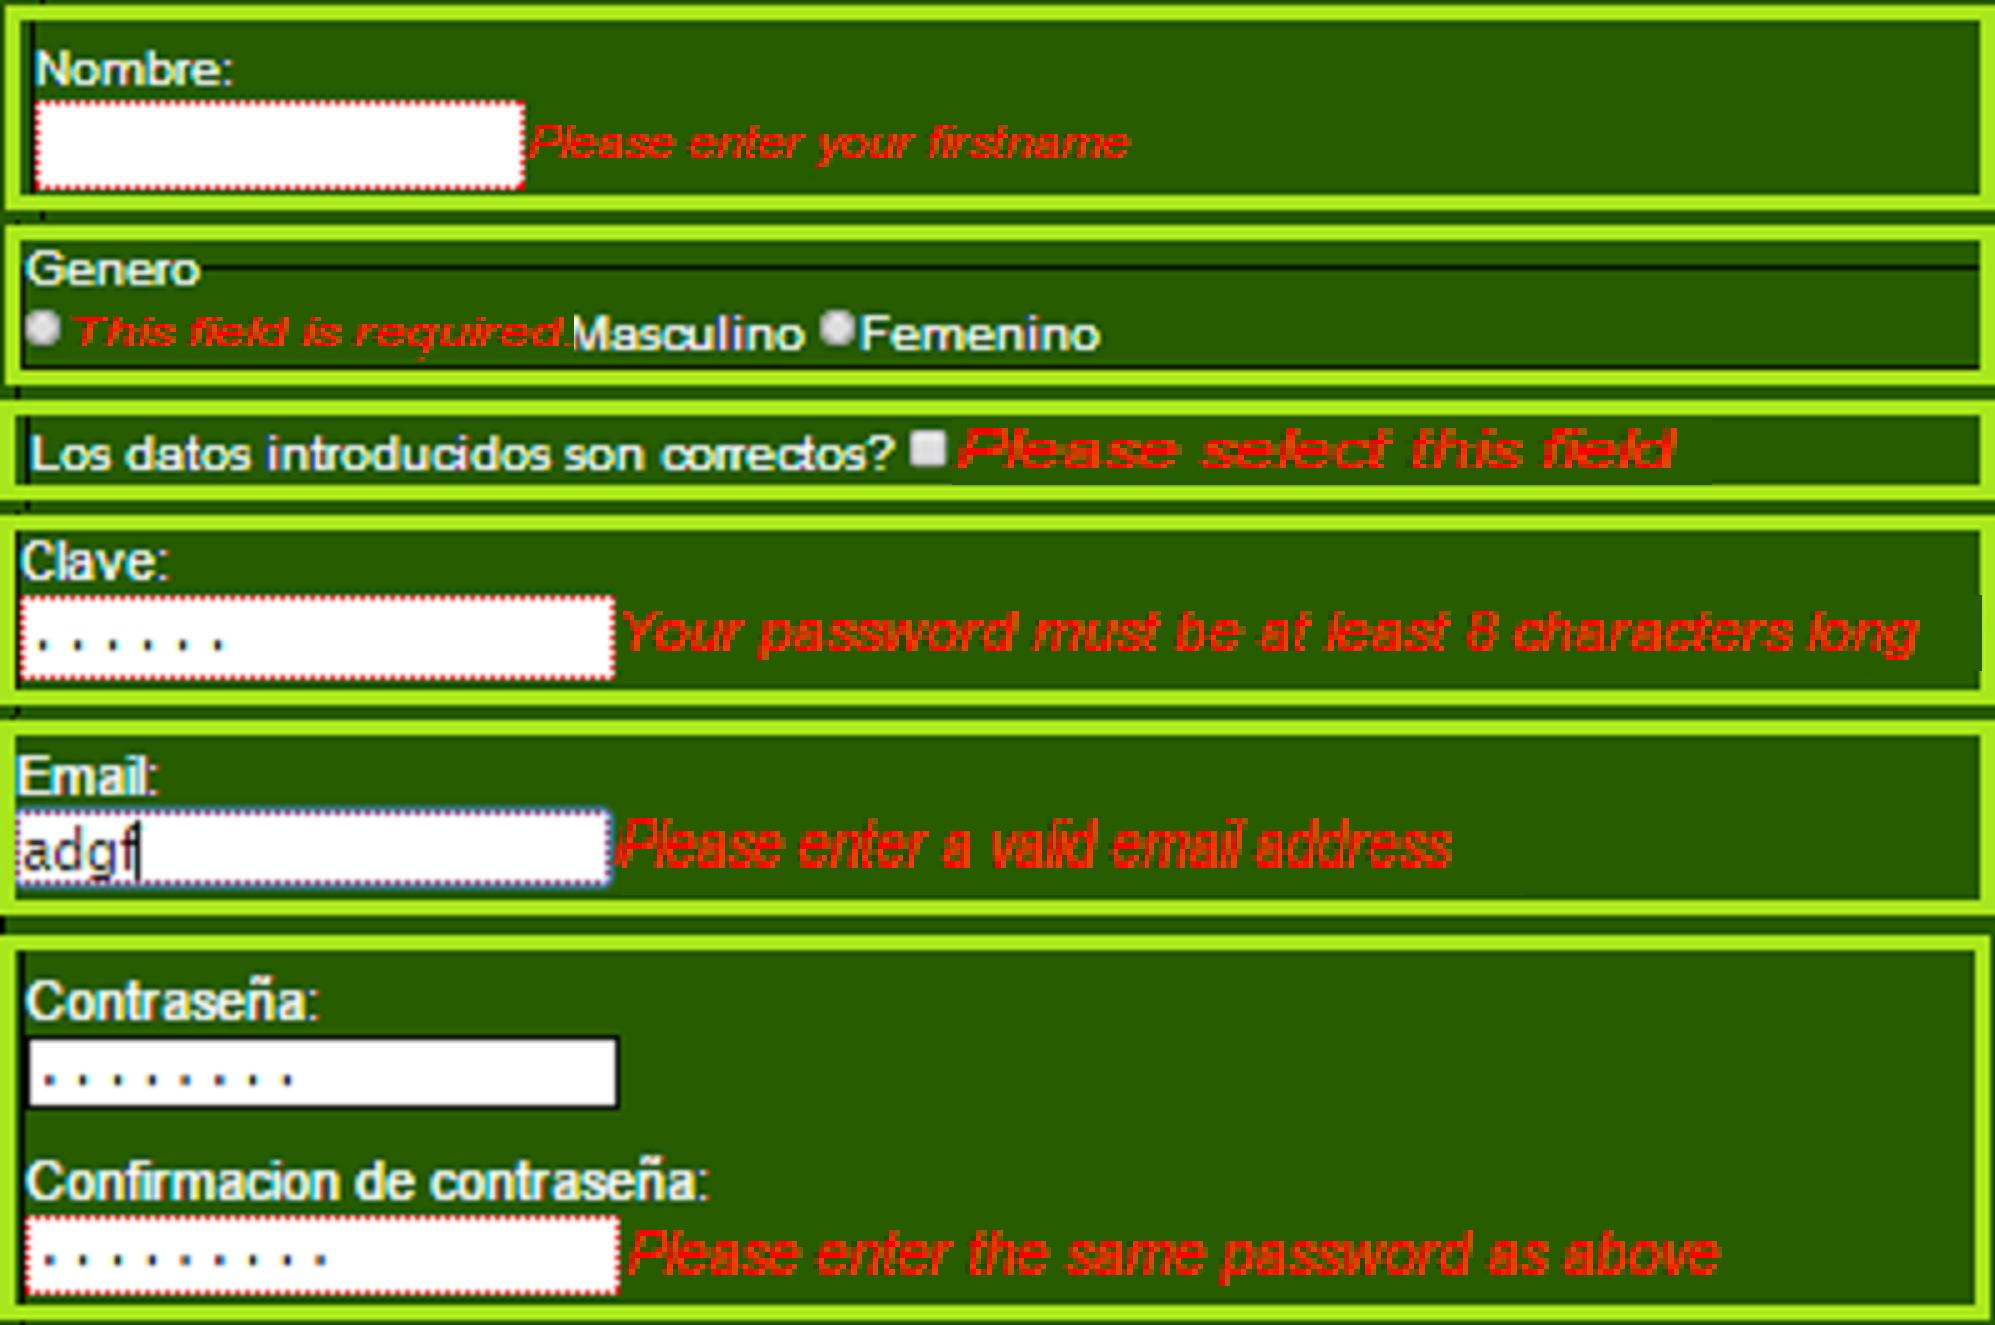 Nombre:
Please enter your firstname
Genero
This field is required. Masculino Femenino
Los datos introducidos son correctos? Please select this field
Clave:
...... Your password must be at least 8 characters long
Email:
adgf Please enter a valid email address
Contraseña:
........
Confirmacion de contraseña:
......... Please enter the same password as above